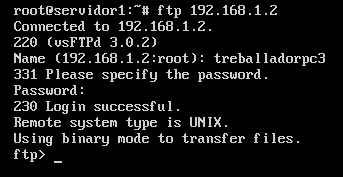 root@servidor1:~# ftp 192.168.1.2
Connected to 192.168.1.2.
220 (vsFTPd 3.0.2)
Name (192.168.1.2:root): treballadorpc3
331 Please specify the password.
Password:
230 Login successful.
Remote system type is UNIX.
Using binary mode to transfer files.
ftp> _